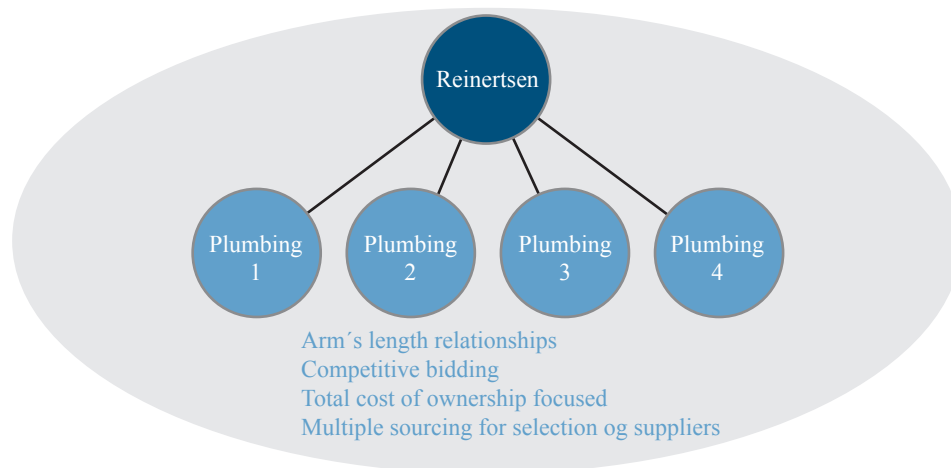 Reinertsen
Plumbing Plumbing Plumbing Plumbing
1 2 3 4
Arm´s length relationships
Competitive bidding
Total cost of ownership focused
Multiple sourcing for selection og suppliers